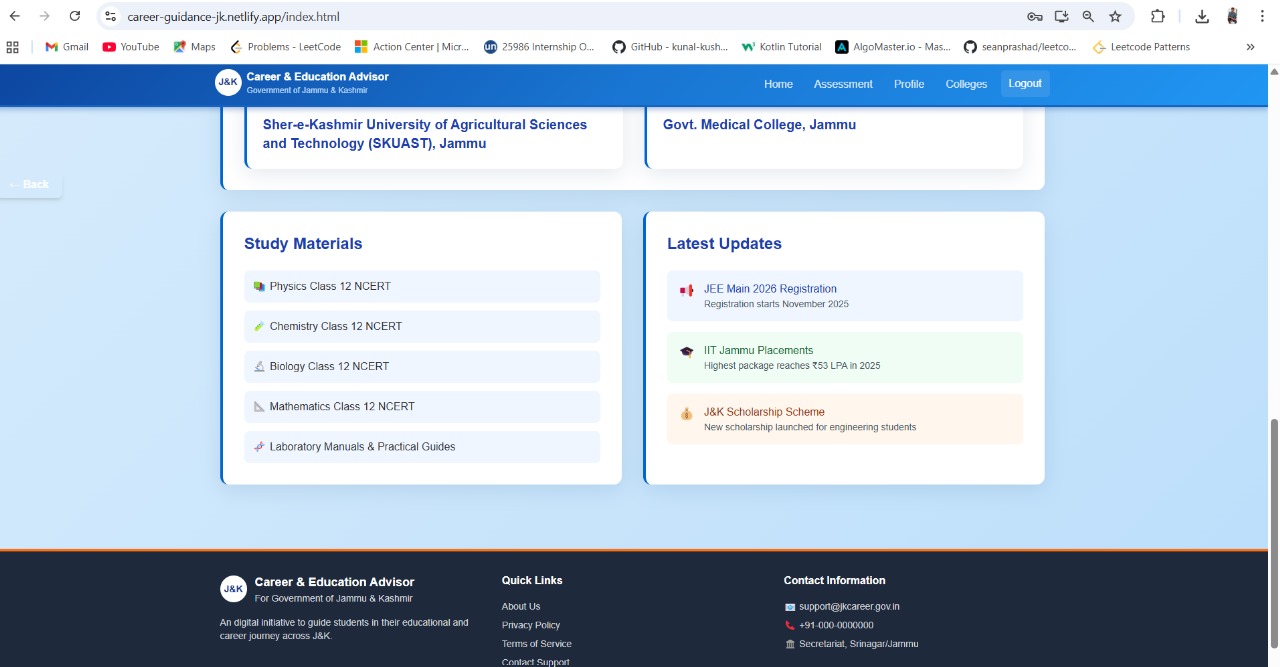 career-guidance-jk.netlify.app/index.html
Gmail
YouTube
Maps
Problems - LeetCode
Action Center | Micr...
un 25986 Internship O...
GitHub - kunal-kush...
Kotlin Tutorial
A AlgoMaster.io - Mas...
seanprashad/leetco...
Leetcode Patterns
»
J&K Career & Education Advisor
Government of Jammu & Kashmir
Home
Assessment
Profile
Colleges
Logout
← Back
Sher-e-Kashmir University of Agricultural Sciences
and Technology (SKUAST), Jammu
Govt. Medical College, Jammu
Study Materials
Physics Class 12 NCERT
Chemistry Class 12 NCERT
Biology Class 12 NCERT
Mathematics Class 12 NCERT
Laboratory Manuals & Practical Guides
Latest Updates
JEE Main 2026 Registration
Registration starts November 2025
IIT Jammu Placements
Highest package reaches ₹53 LPA in 2025
J&K Scholarship Scheme
New scholarship launched for engineering students
J&K Career & Education Advisor
For Government of Jammu & Kashmir
An digital initiative to guide students in their educational and
career journey across J&K.
Quick Links
About Us
Privacy Policy
Terms of Service
Contact Support
Contact Information
support@jkcareer.gov.in
+91-000-0000000
Secretariat, Srinagar/Jammu